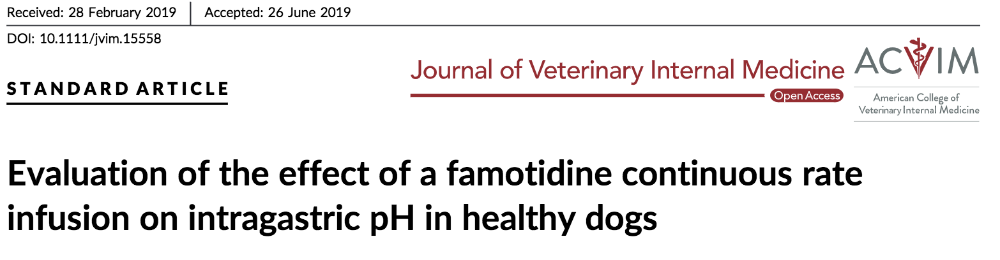 Received: 28 February 2019 | Accepted: 26 June 2019
DOI: 10.1111/jvim.15558
STANDARD ARTICLE
Journal of Veterinary Internal Medicine
Open Access
ACVIM
American College of
Veterinary Internal Medicine
Evaluation of the effect of a famotidine continuous rate
infusion on intragastric pH in healthy dogs